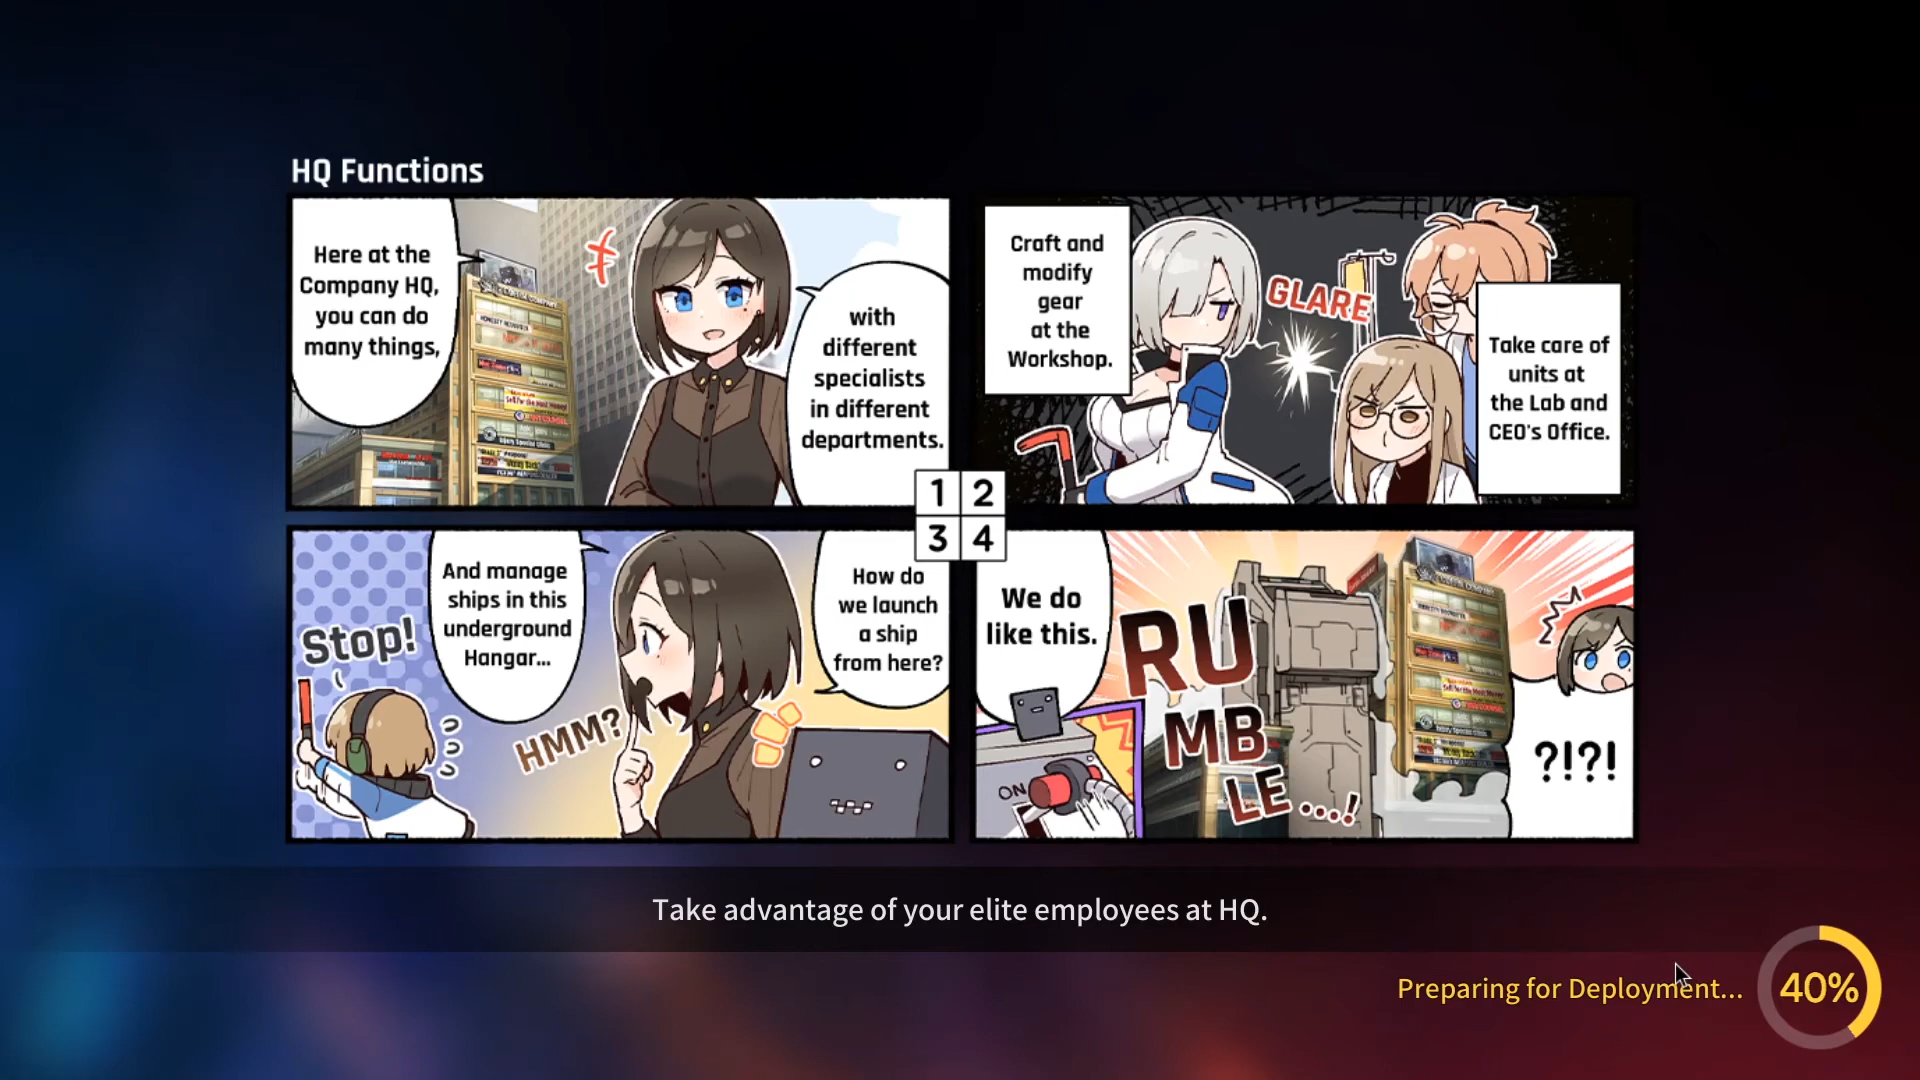 HQ Functions
Here at the
Company HQ,
you can do
many things,
with
different
specialists
in different
departments.
Craft and
modify
gear
at the
Workshop.
GLARE
Take care of
units at
the Lab and
CEO's Office.
1 2
3 4
Stop!
And manage
ships in this
underground
Hangar...
HMM?
How do
we launch
a ship
from here?
We do
like this.
ON
RU
MB
LE...!
?!?!
Take advantage of your elite employees at HQ.
Preparing for Deployment...
40%